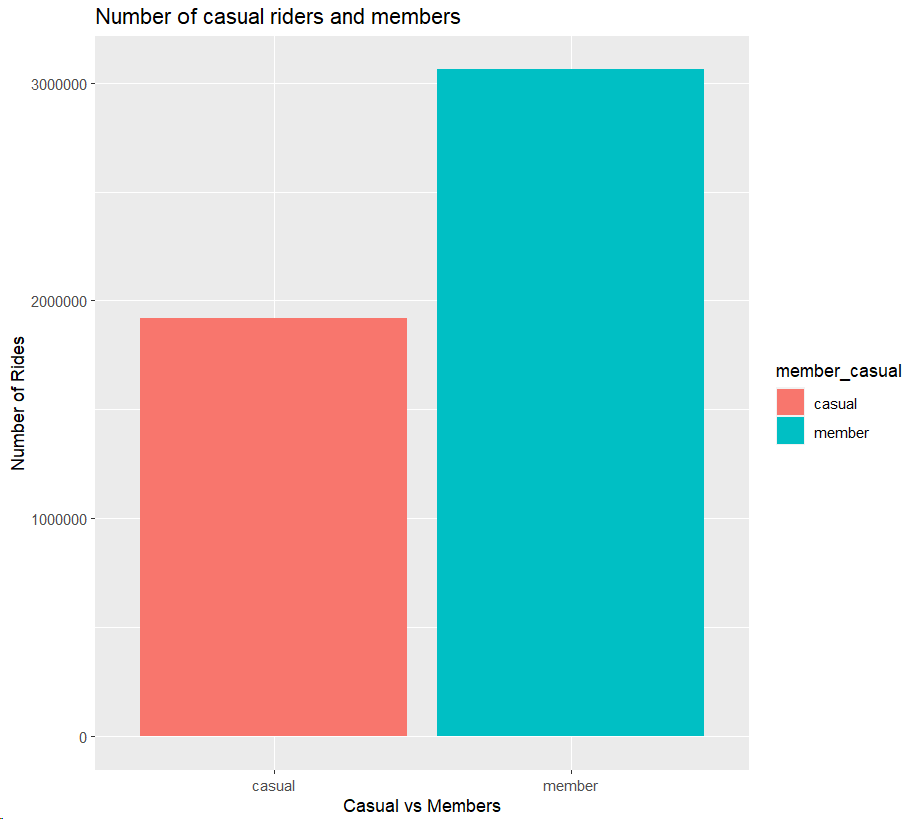 Number of casual riders and members
3000000
2000000
1000000
0
Number of Rides
casual
member
Casual vs Members
member_casual
casual
member